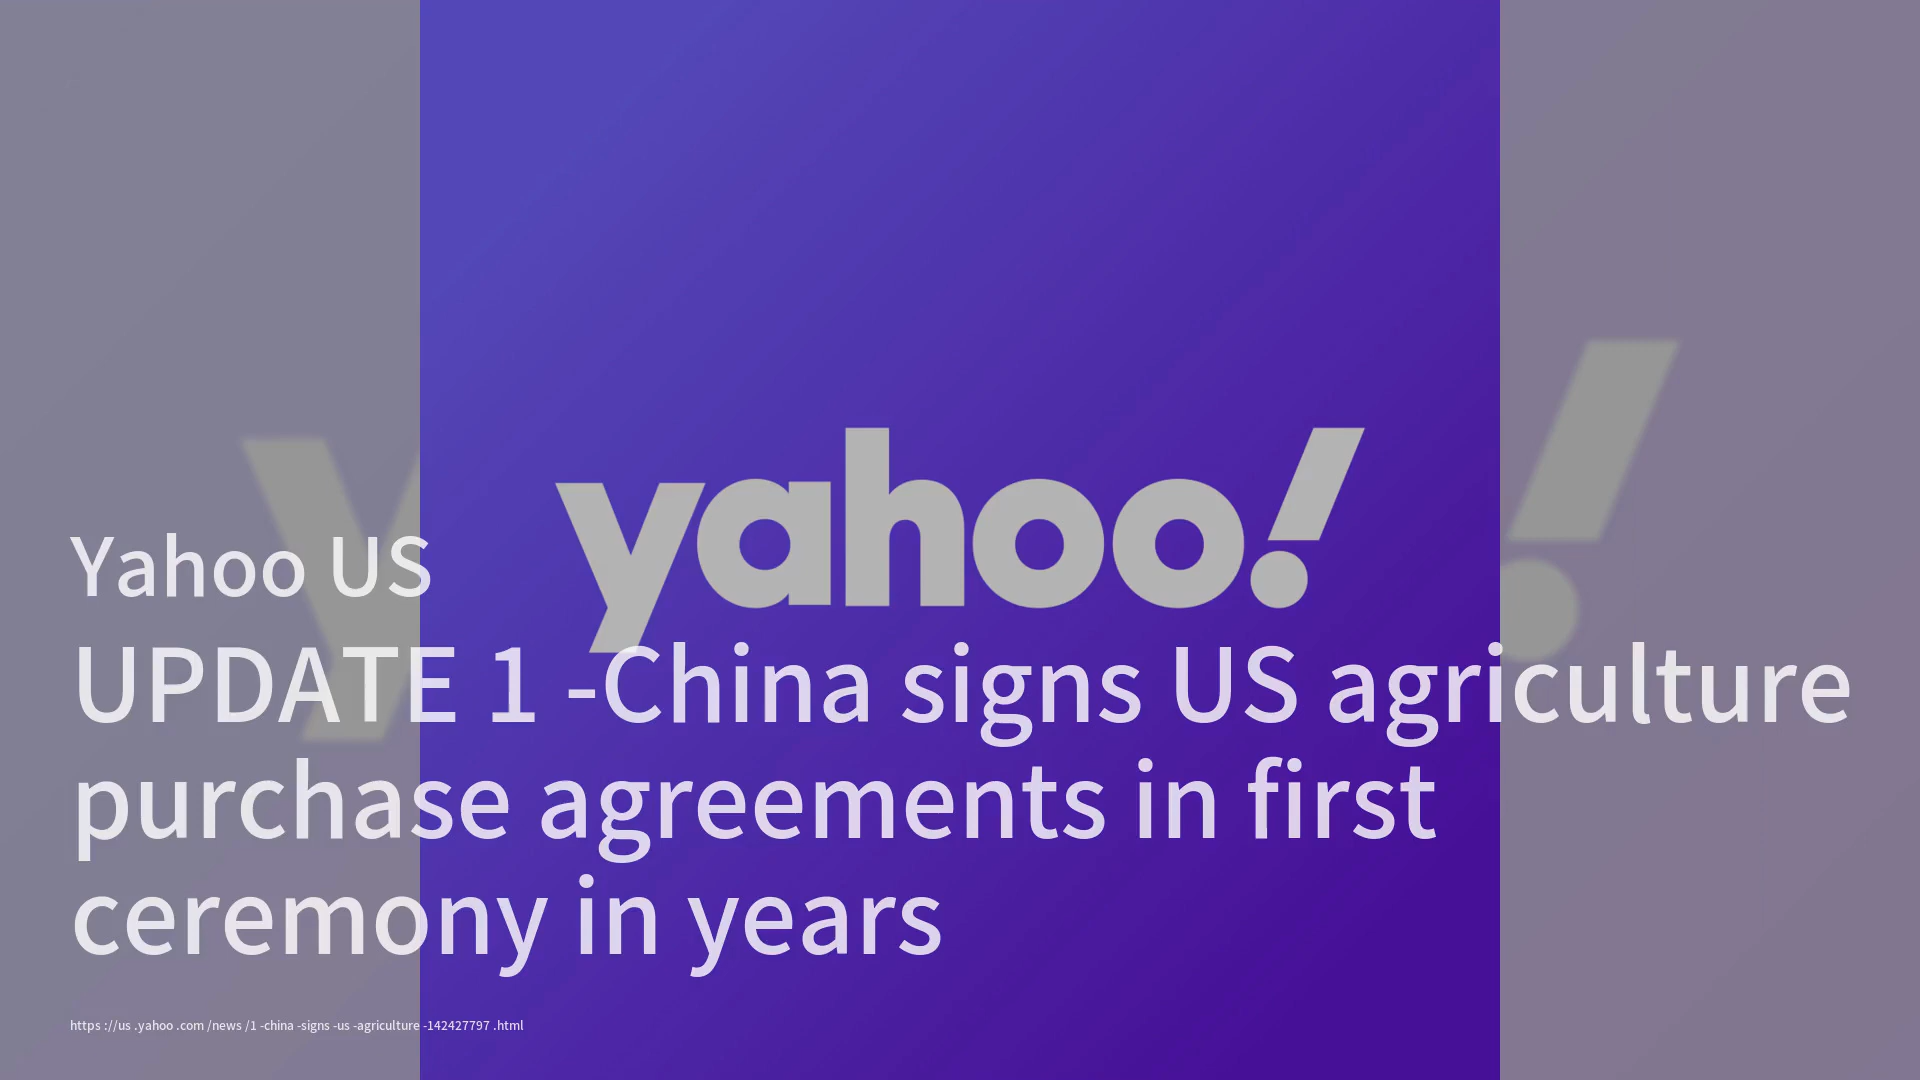 yahoo!
Yahoo US
UPDATE 1 -China signs US agriculture
purchase agreements in first
ceremony in years
https ://us .yahoo .com /news /1 -china -signs -us -agriculture -142427797 .html